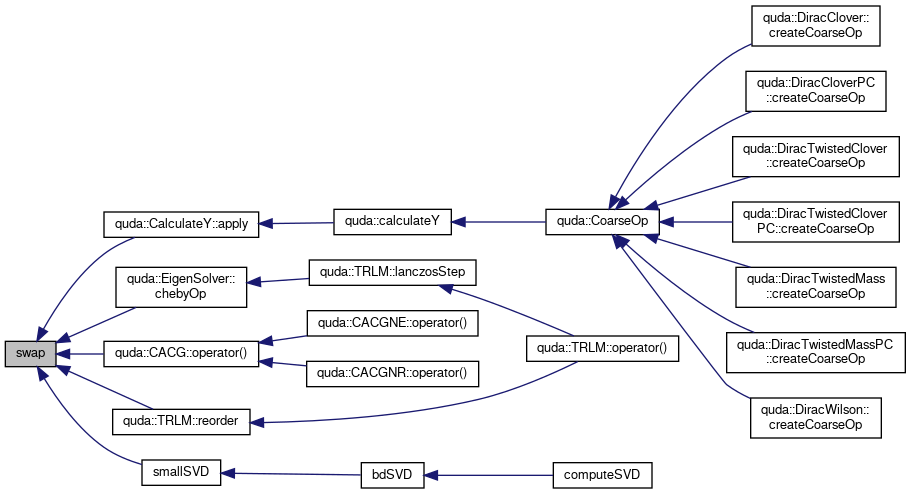 quda::DiracClover::
createCoarseOp
quda::DiracCloverPC
::createCoarseOp
quda::DiracTwistedClover
::createCoarseOp
quda::CalculateY::apply
quda::calculateY
quda::CoarseOp
quda::DiracTwistedClover
PC::createCoarseOp
quda::EigenSolver::
chebyOp
quda::TRLM::lanczosStep
quda::DiracTwistedMass
::createCoarseOp
quda::CACGNE::operator()
swap
quda::CACG::operator()
quda::TRLM::operator()
quda::DiracTwistedMassPC
::createCoarseOp
quda::CACGNR::operator()
quda::TRLM::reorder
quda::DiracWilson::
createCoarseOp
smallSVD
bdSVD
computeSVD